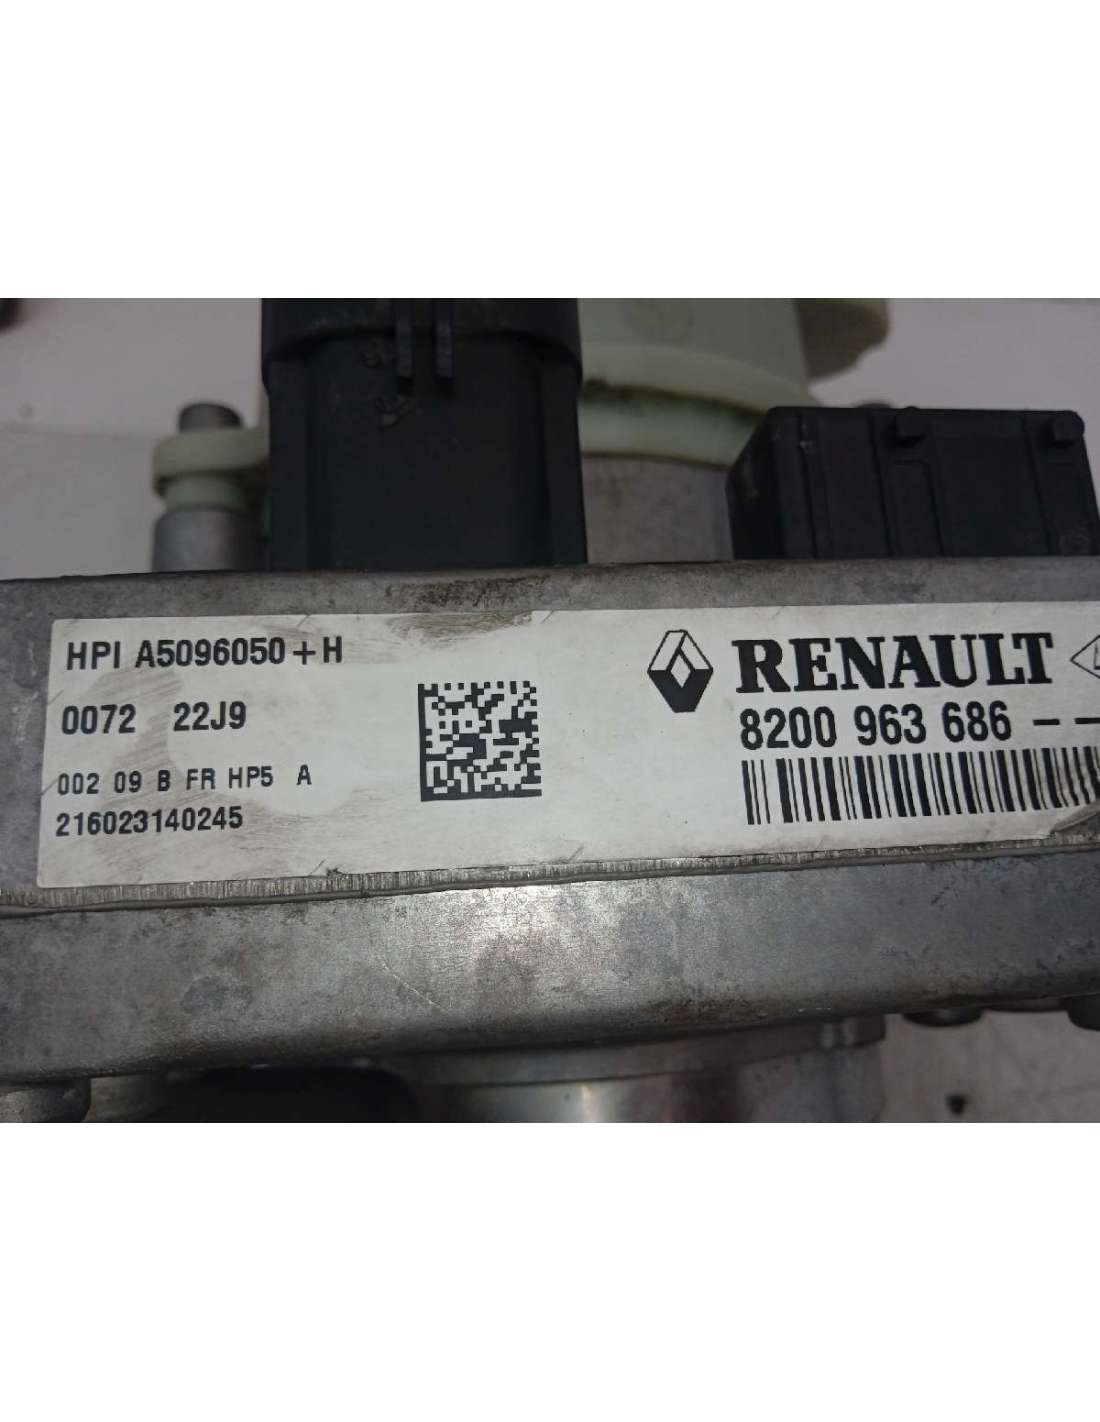 HPI A5096050+H
0072 22J9
002 09 B FR HP5 A
216023140245
RENAULT
8200 963 686 --